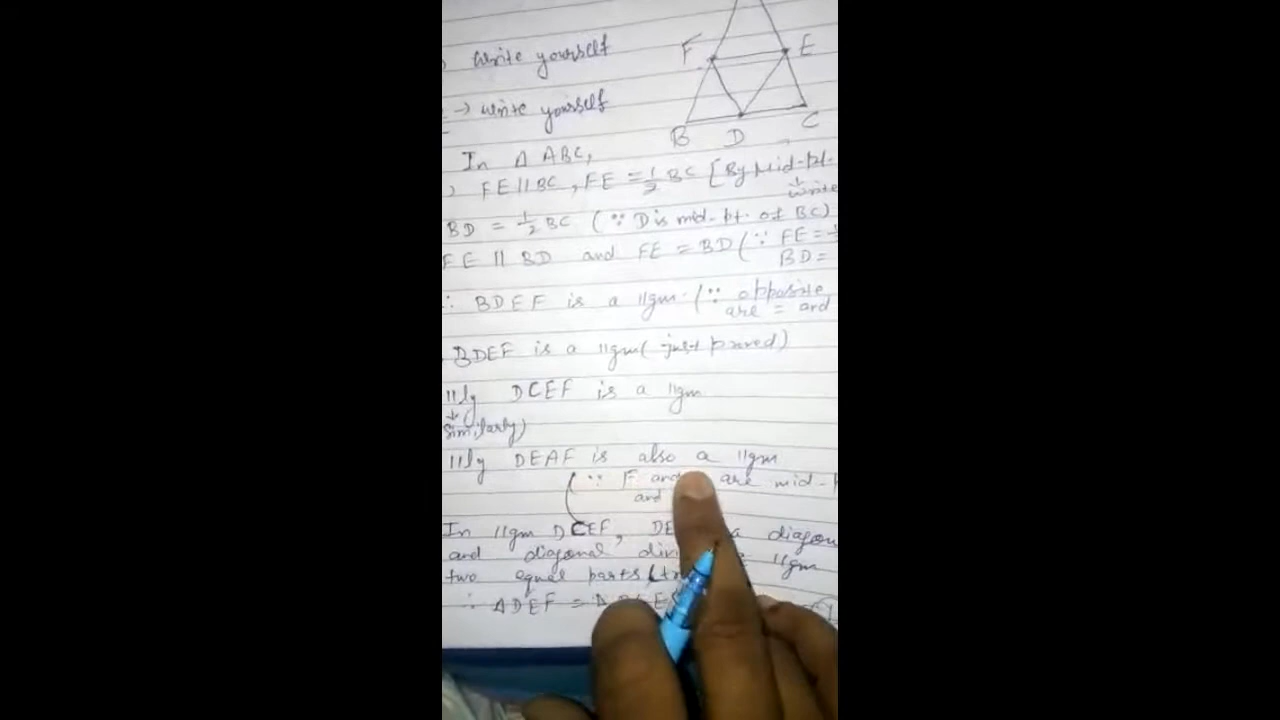 Write yourself
→ Write yourself
F E
B D C
In Δ ABC,
FE || BC, FE = 1/2 BC [By Mid-pt.
write
BD = 1/2 BC (∵ D is mid-pt. of BC)
FE || BD and FE = BD (∵ FE =
BD =
∴ BDEF is a ||gm. (∵ opposite
are = and
BDEF is a ||gm (just proved)
|||ly DCEF is a ||gm
↓
Similarly)
|||ly DEAF is also a ||gm
(∵ F and are mid-
and
In ||gm DCEF, DE a
and diagonal ||gm
two equal parts
∴ ΔDEF = Δ